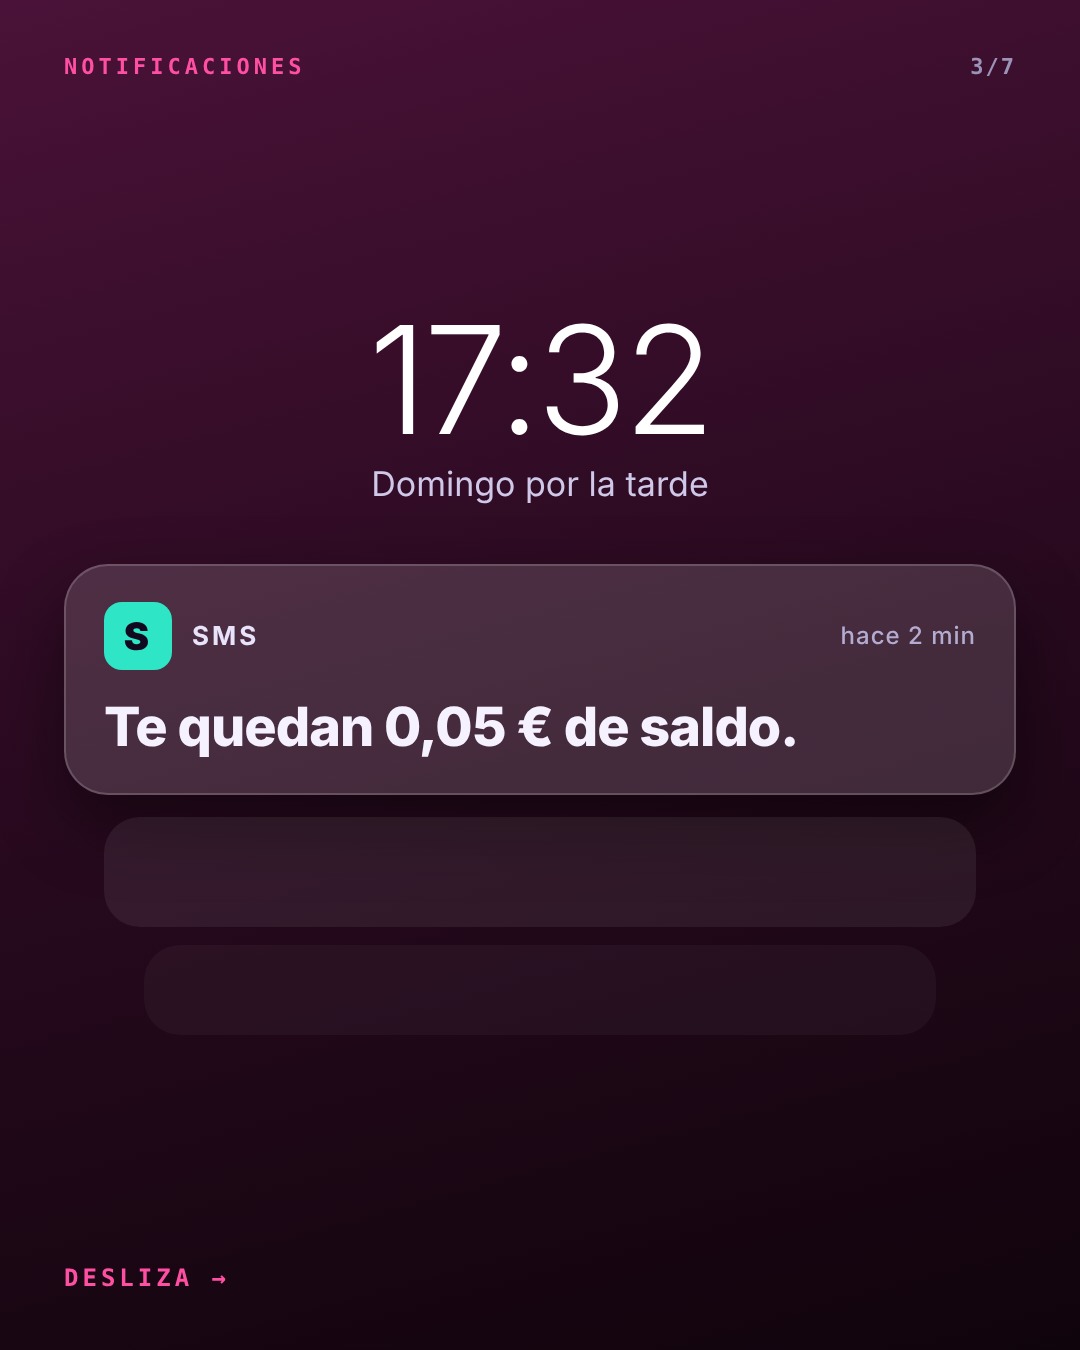 NOTIFICACIONES
3/7
17:32
Domingo por la tarde
S SMS
hace 2 min
Te quedan 0,05 € de saldo.
DESLIZA →